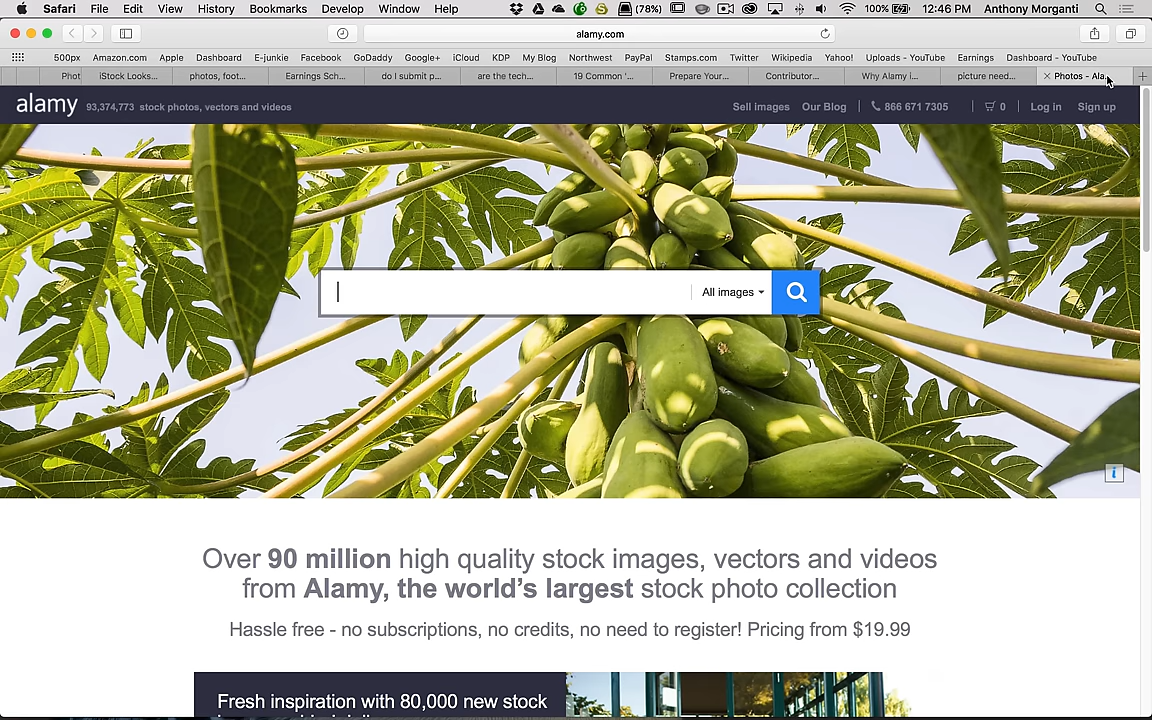 Safari File Edit View History Bookmarks Develop Window Help (78%) 100% 12:46 PM Anthony Morganti
alamy.com
500px Amazon.com Apple Dashboard E-junkie Facebook GoDaddy Google+ iCloud KDP My Blog Northwest PayPal Stamps.com Twitter Wikipedia Yahoo! Uploads - YouTube Earnings Dashboard - YouTube
Phot iStock Looks... photos, foot... Earnings Sch... do I submit p... are the tech... 19 Common '... Prepare Your... Contributor... Why Alamy i... picture need... Photos - Ala...
alamy 93,374,773 stock photos, vectors and videos Sell images Our Blog 866 671 7305 0 Log in Sign up
All images
i
Over 90 million high quality stock images, vectors and videos
from Alamy, the world's largest stock photo collection
Hassle free - no subscriptions, no credits, no need to register! Pricing from $19.99
Fresh inspiration with 80,000 new stock